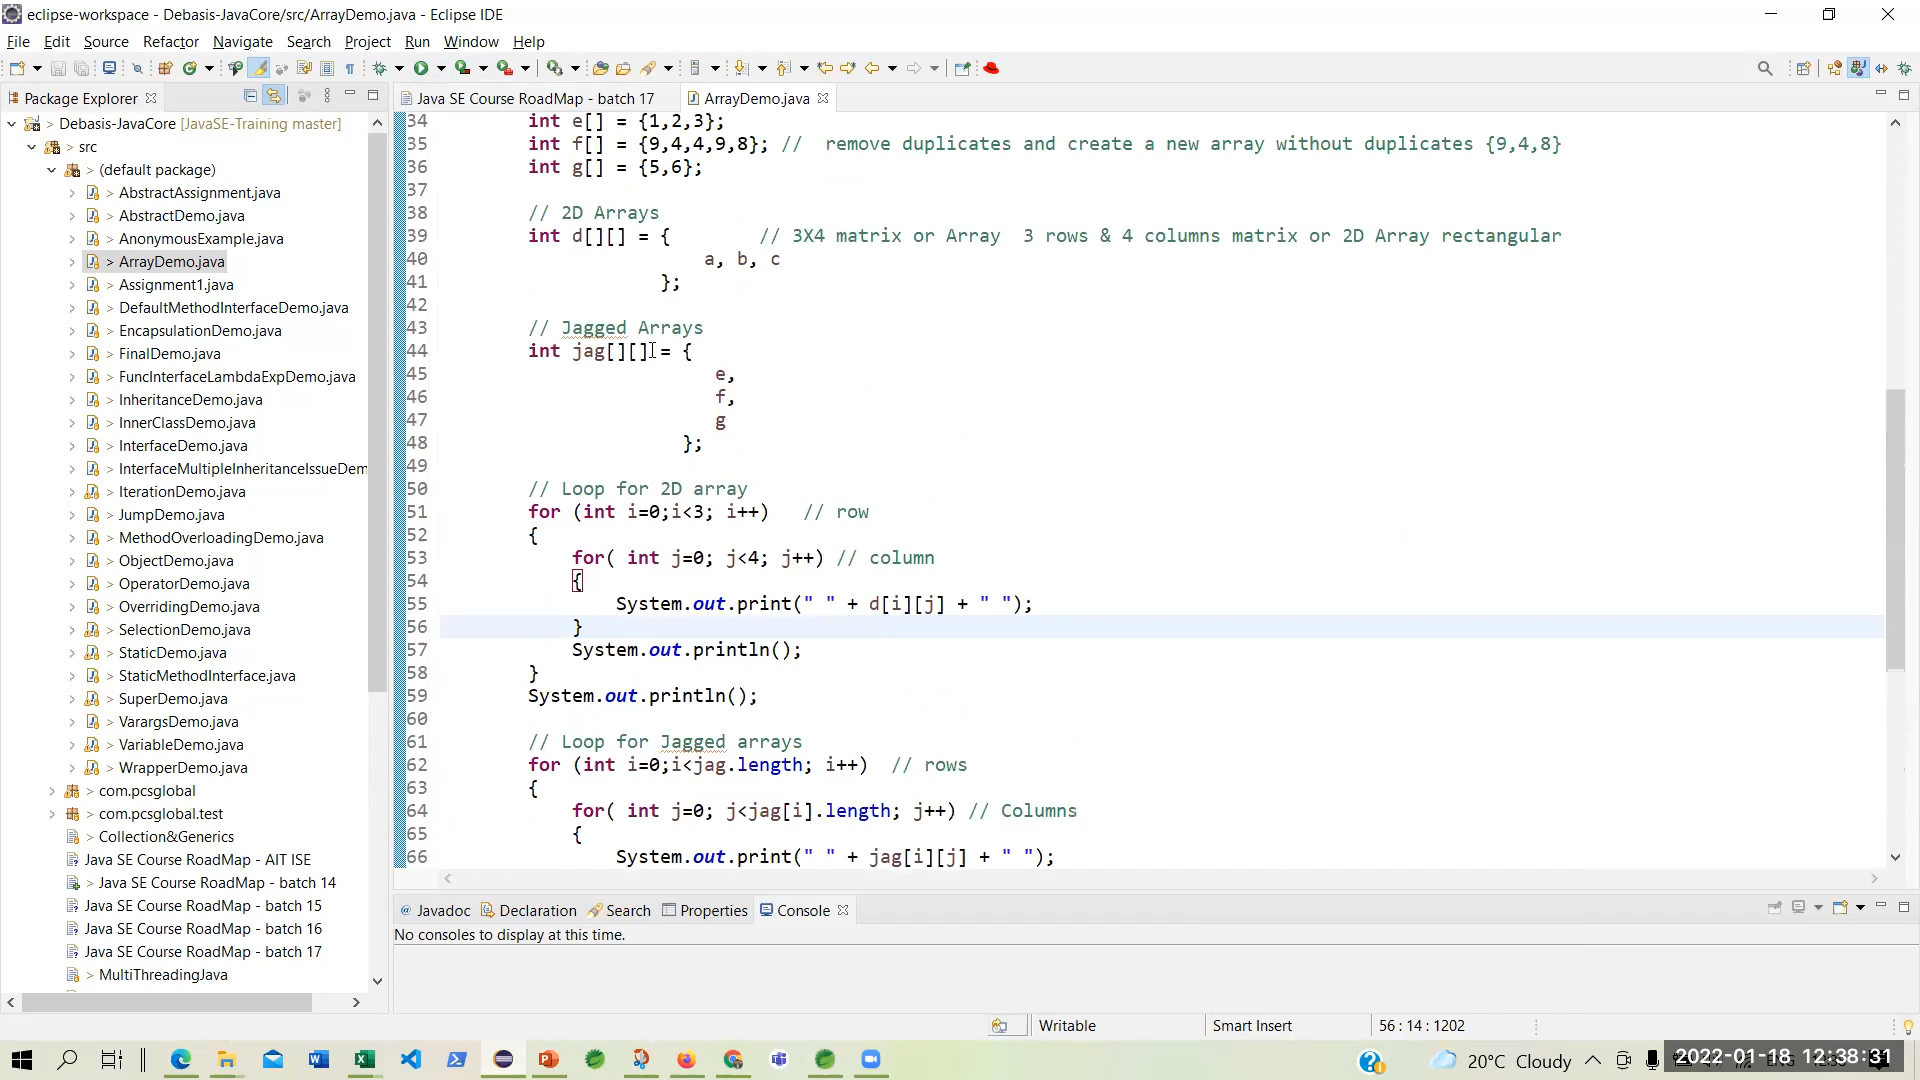 eclipse-workspace - Debasis-JavaCore/src/ArrayDemo.java - Eclipse IDE
File Edit Source Refactor Navigate Search Project Run Window Help
Package Explorer
Java SE Course RoadMap - batch 17
ArrayDemo.java
> Debasis-JavaCore [JavaSE-Training master]
> src
> (default package)
> AbstractAssignment.java
> AbstractDemo.java
> AnonymousExample.java
> ArrayDemo.java
> Assignment1.java
> DefaultMethodInterfaceDemo.java
> EncapsulationDemo.java
> FinalDemo.java
> FuncInterfaceLambdaExpDemo.java
> InheritanceDemo.java
> InnerClassDemo.java
> InterfaceDemo.java
> InterfaceMultipleInheritanceIssueDem
> IterationDemo.java
> JumpDemo.java
> MethodOverloadingDemo.java
> ObjectDemo.java
> OperatorDemo.java
> OverridingDemo.java
> SelectionDemo.java
> StaticDemo.java
> StaticMethodInterface.java
> SuperDemo.java
> VarargsDemo.java
> VariableDemo.java
> WrapperDemo.java
> com.pcsglobal
> com.pcsglobal.test
> Collection&Generics
Java SE Course RoadMap - AIT ISE
> Java SE Course RoadMap - batch 14
Java SE Course RoadMap - batch 15
Java SE Course RoadMap - batch 16
Java SE Course RoadMap - batch 17
> MultiThreadingJava
34 int e[] = {1,2,3};
35 int f[] = {9,4,4,9,8}; // remove duplicates and create a new array without duplicates {9,4,8}
36 int g[] = {5,6};
37
38 // 2D Arrays
39 int d[][] = { // 3X4 matrix or Array 3 rows & 4 columns matrix or 2D Array rectangular
40 a, b, c
41 };
42
43 // Jagged Arrays
44 int jag[][] = {
45 e,
46 f,
47 g
48 };
49
50 // Loop for 2D array
51 for (int i=0;i<3; i++) // row
52 {
53 for( int j=0; j<4; j++) // column
54 {
55 System.out.print(" " + d[i][j] + " ");
56 }
57 System.out.println();
58 }
59 System.out.println();
60
61 // Loop for Jagged arrays
62 for (int i=0;i<jag.length; i++) // rows
63 {
64 for( int j=0; j<jag[i].length; j++) // Columns
65 {
66 System.out.print(" " + jag[i][j] + " ");
@ Javadoc Declaration Search Properties Console
No consoles to display at this time.
Writable Smart Insert 56 : 14 : 1202
20°C Cloudy
2022-01-18 12:38:31